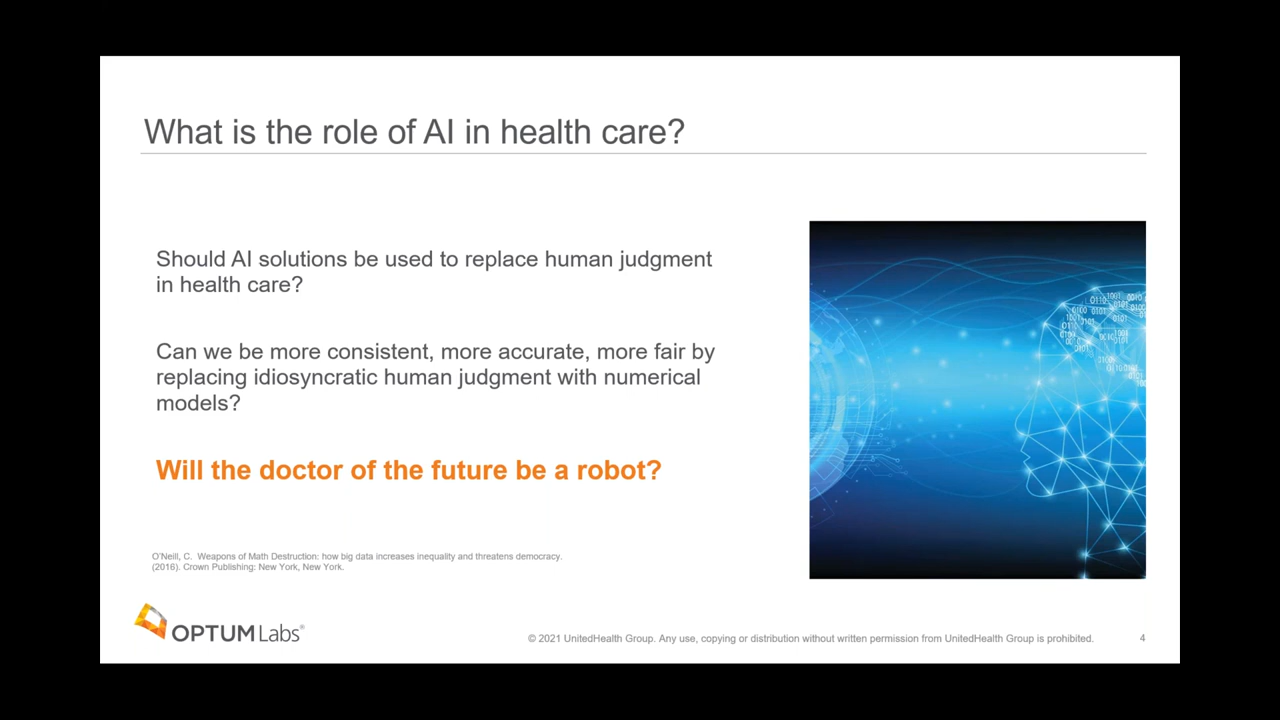 What is the role of AI in health care?
Should AI solutions be used to replace human judgment
in health care?
Can we be more consistent, more accurate, more fair by
replacing idiosyncratic human judgment with numerical
models?
Will the doctor of the future be a robot?
O'Neill, C. Weapons of Math Destruction: how big data increases inequality and threatens democracy.
(2016). Crown Publishing: New York, New York.
OPTUM Labs®
© 2021 UnitedHealth Group. Any use, copying or distribution without written permission from UnitedHealth Group is prohibited.
4